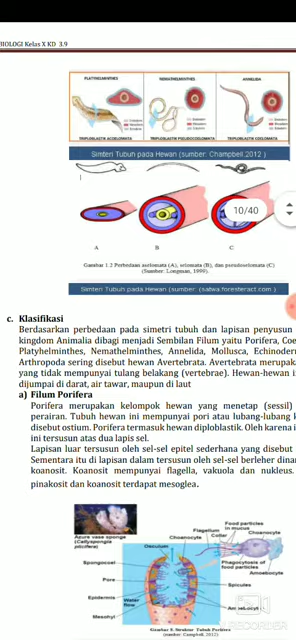 BIOLOGI Kelas X KD 3.9
PLATYHELMINTHES
NEMATHELMINTHES
ANNELIDA
TRIPLOBLASTIK ACOELOMATA
TRIPLOBLASTIK PSEUDOCOELOMATA
TRIPLOBLASTIK COELOMATA
Simteri Tubuh pada Hewan (sumber: Champbell.2012 )
10/40
A
B
C
Gambar 1.2 Perbedaan aselomata (A), selomata (B), dan pseudoselomata (C)
(Sumber: Longman, 1999).
Simteri Tubuh pada Hewan (sumber: (satwa.foresteract.com )
c. Klasifikasi
Berdasarkan perbedaan pada simetri tubuh dan lapisan penyusun
kingdom Animalia dibagi menjadi Sembilan Filum yaitu Porifera, Coe
Platyhelminthes, Nemathelminthes, Annelida, Mollusca, Echinoder
Arthropoda sering disebut hewan Avertebrata. Avertebrata merupak
yang tidak mempunyai tulang belakang (vertebrae). Hewan-hewan i
dijumpai di darat, air tawar, maupun di laut
a) Filum Porifera
Porifera merupakan kelompok hewan yang menetap (sessil)
perairan. Tubuh hewan ini mempunyai pori atau lubang-lubang k
disebut ostium. Porifera termasuk hewan diploblastik. Oleh karena i
ini tersusun atas dua lapis sel.
Lapisan luar tersusun oleh sel-sel epitel sederhana yang disebut
Sementara itu di lapisan dalam tersusun oleh sel-sel berleher dinar
koanosit. Koanosit mempunyai flagella, vakuola dan nukleus.
pinakosit dan koanosit terdapat mesoglea.
Food particles
in mucus
Choanocyte
Flagellum
Collar
Choanocyte
Azure vase sponge
(Callyspongia
plicifera)
Osculum
Spongocoel
Phagocytosis of
food particles
Amoebocyte
Pore
Spicules
Epidermis
Water
flow
Amoebocyte
Mesohyl
Gambar 3. Struktur Tubuh Porifera
(sumber: Campbell, 2012)
RECORDER